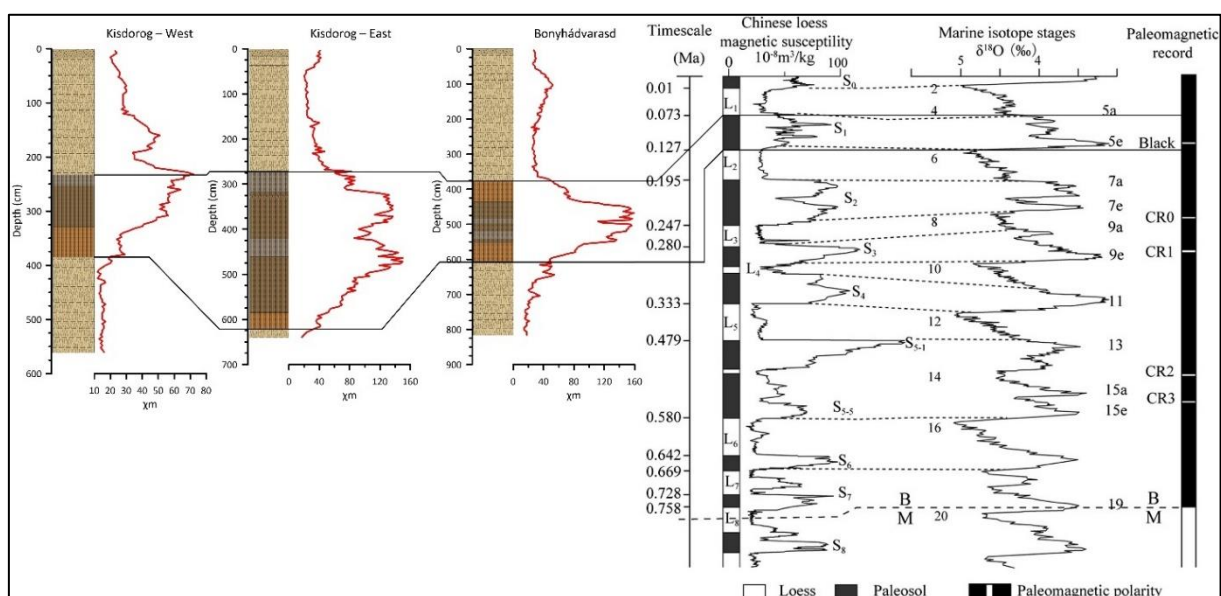 Kisdorog – West
Kisdorog – East
Bonyhádvarasd
Timescale
(Ma)
Chinese loess
magnetic susceptility
10⁻⁸m³/kg
0 100
Marine isotope stages
δ¹⁸O (‰)
5 4
Paleomagnetic
record
Depth (cm)
0
100
200
300
400
500
600
10 20 30 40 50 60 70 80
χm
Depth (cm)
0
100
200
300
400
500
600
700
0 40 80 120 160
χm
Depth (cm)
0
100
200
300
400
500
600
700
800
900
0 40 80 120 160
χm
0.01
0.073
0.127
0.195
0.247
0.280
0.333
0.479
0.580
0.642
0.669
0.728
0.758
L₁
L₂
L₃
L₄
L₅
L₆
L₇
L₈
S₀
S₁
S₂
S₃
S₄
S₅₋₁
S₅₋₅
S₆
S₇
S₈
2
4
6
8
10
12
14
16
20
5a
5e
7a
7e
9a
9e
11
13
15a
15e
19
B
M
Black
CR0
CR1
CR2
CR3
B
M
Loess Paleosol Paleomagnetic polarity